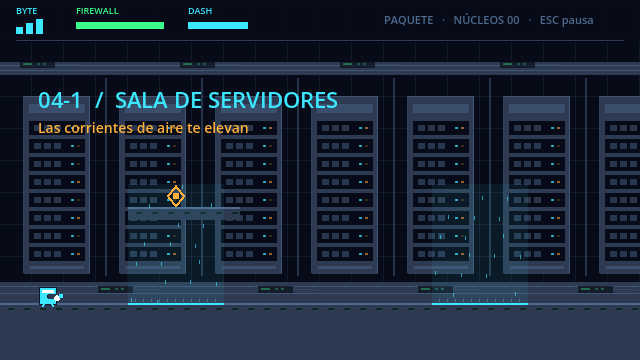 BYTE
FIREWALL
DASH
PAQUETE · NÚCLEOS 00 · ESC pausa
04-1 / SALA DE SERVIDORES
Las corrientes de aire te elevan